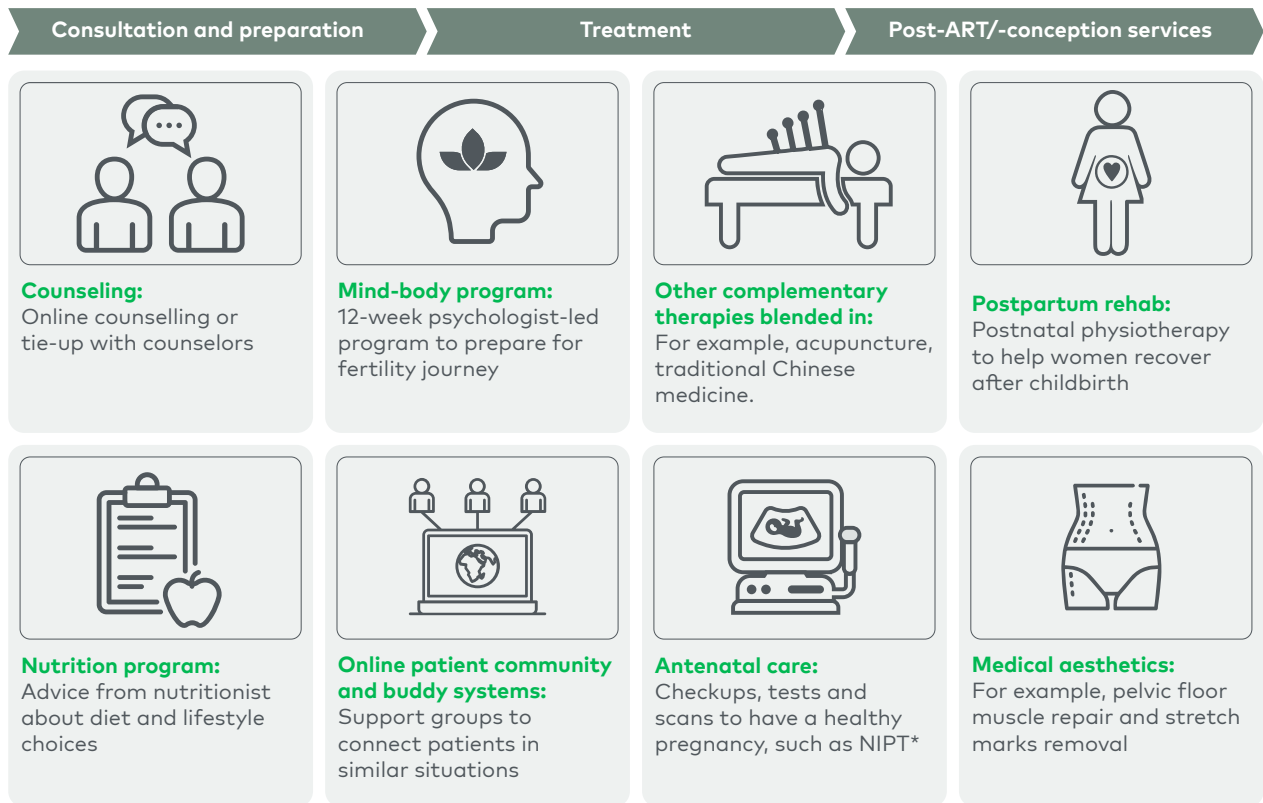 Consultation and preparation
Treatment
Post-ART/-conception services
Counseling:
Online counselling or
tie-up with counselors
Mind-body program:
12-week psychologist-led
program to prepare for
fertility journey
Other complementary
therapies blended in:
For example, acupuncture,
traditional Chinese
medicine.
Postpartum rehab:
Postnatal physiotherapy
to help women recover
after childbirth
Nutrition program:
Advice from nutritionist
about diet and lifestyle
choices
Online patient community
and buddy systems:
Support groups to
connect patients in
similar situations
Antenatal care:
Checkups, tests and
scans to have a healthy
pregnancy, such as NIPT*
Medical aesthetics:
For example, pelvic floor
muscle repair and stretch
marks removal